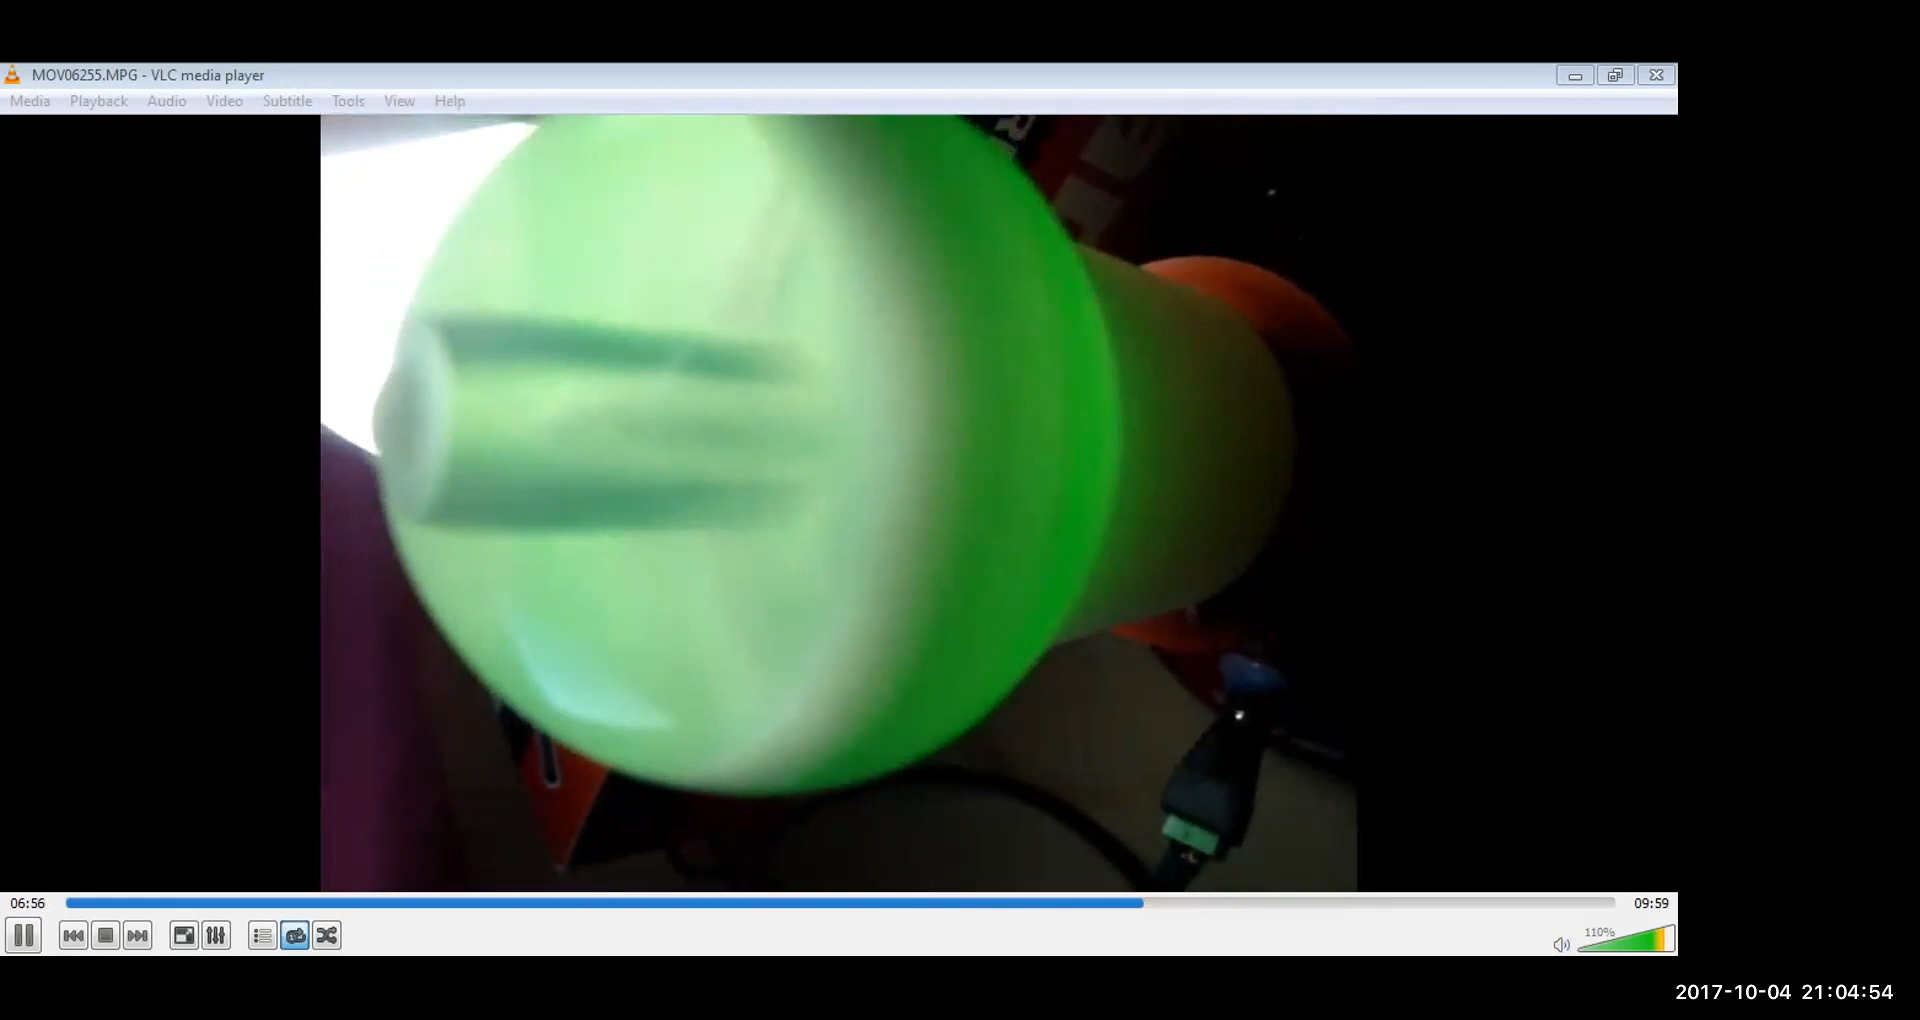 MOV06255.MPG - VLC media player
Media Playback Audio Video Subtitle Tools View Help
06:56
09:59
110%
2017-10-04 21:04:54